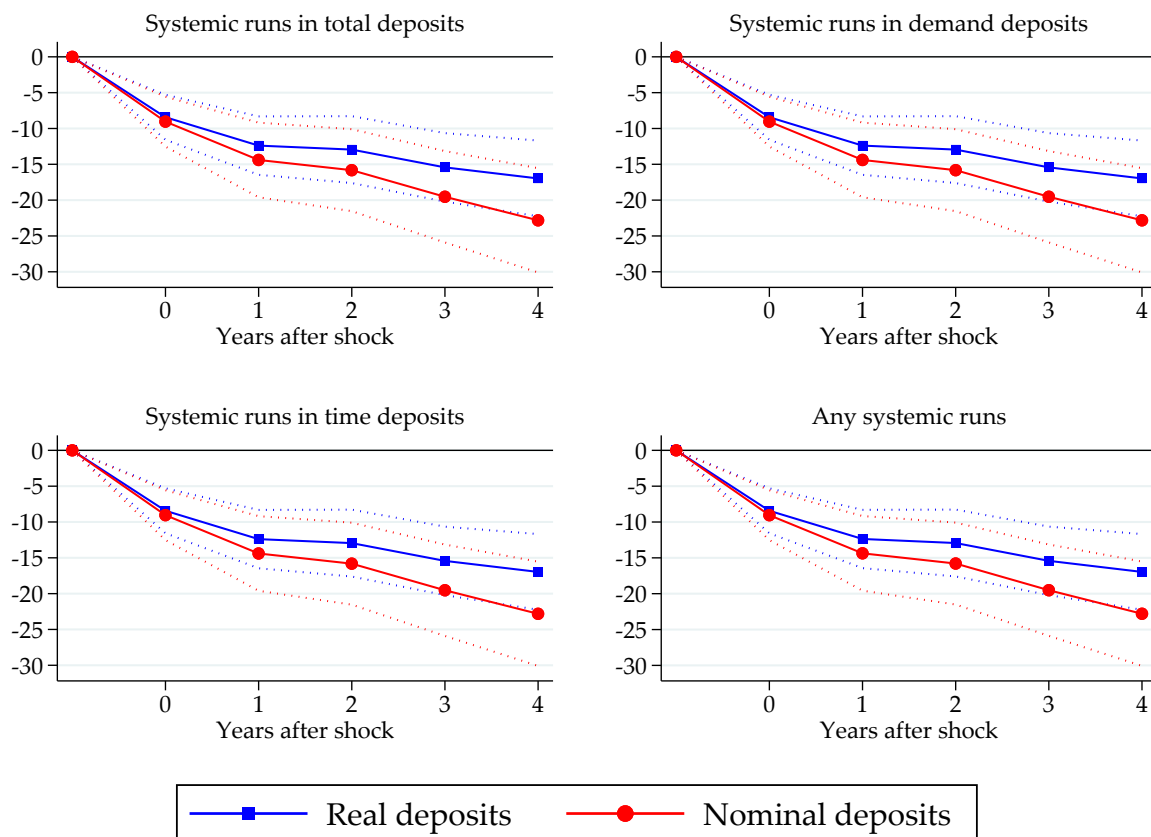 Systemic runs in total deposits
0
-5
-10
-15
-20
-25
-30
0 1 2 3 4
Years after shock
Systemic runs in demand deposits
0
-5
-10
-15
-20
-25
-30
0 1 2 3 4
Years after shock
Systemic runs in time deposits
0
-5
-10
-15
-20
-25
-30
0 1 2 3 4
Years after shock
Any systemic runs
0
-5
-10
-15
-20
-25
-30
0 1 2 3 4
Years after shock
Real deposits Nominal deposits